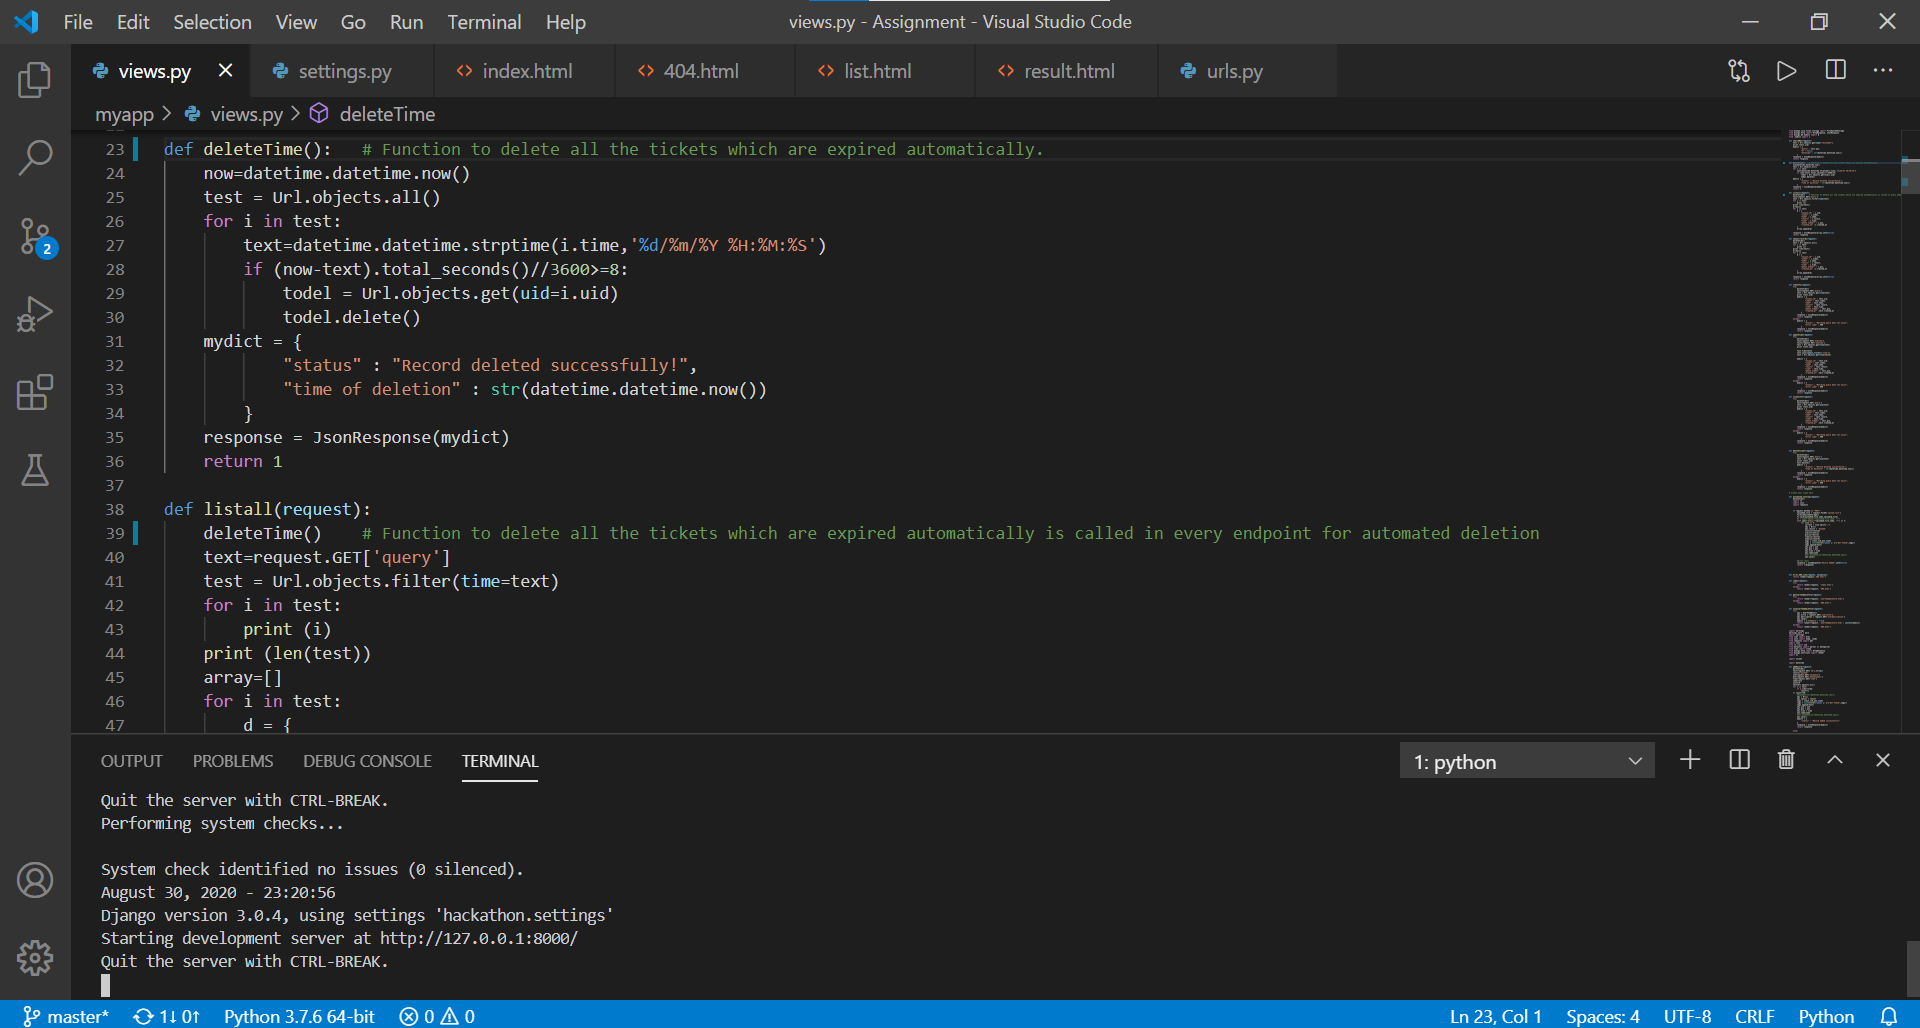 File Edit Selection View Go Run Terminal Help views.py - Assignment - Visual Studio Code
views.py settings.py index.html 404.html list.html result.html urls.py
myapp > views.py > deleteTime
23 def deleteTime():   # Function to delete all the tickets which are expired automatically.
24     now=datetime.datetime.now()
25     test = Url.objects.all()
26     for i in test:
27         text=datetime.datetime.strptime(i.time,'%d/%m/%Y %H:%M:%S')
28         if (now-text).total_seconds()//3600>=8:
29             todel = Url.objects.get(uid=i.uid)
30             todel.delete()
31     mydict = {
32             "status" : "Record deleted successfully!",
33             "time of deletion" : str(datetime.datetime.now())
34         }
35     response = JsonResponse(mydict)
36     return 1
37
38 def listall(request):
39     deleteTime()    # Function to delete all the tickets which are expired automatically is called in every endpoint for automated deletion
40     text=request.GET['query']
41     test = Url.objects.filter(time=text)
42     for i in test:
43         print (i)
44     print (len(test))
45     array=[]
46     for i in test:
47         d = {
2
OUTPUT PROBLEMS DEBUG CONSOLE TERMINAL 1: python
Quit the server with CTRL-BREAK.
Performing system checks...
System check identified no issues (0 silenced).
August 30, 2020 - 23:20:56
Django version 3.0.4, using settings 'hackathon.settings'
Starting development server at http://127.0.0.1:8000/
Quit the server with CTRL-BREAK.
master* 1↓ 0↑ Python 3.7.6 64-bit 0 0 Ln 23, Col 1 Spaces: 4 UTF-8 CRLF Python